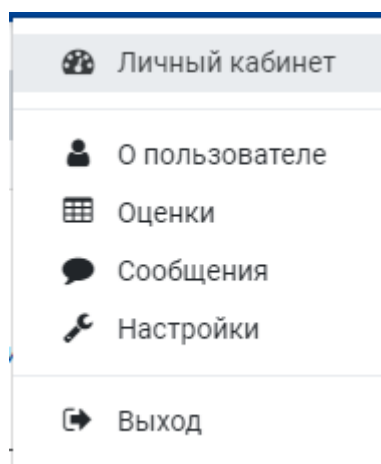 Личный кабинет
О пользователе
Оценки
Сообщения
Настройки
Выход